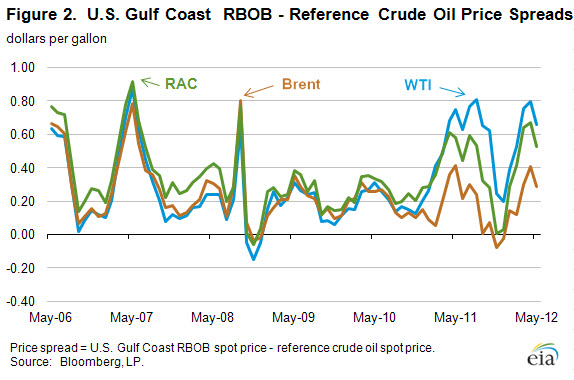 Figure 2. U.S. Gulf Coast RBOB - Reference Crude Oil Price Spreads
dollars per gallon
1.00
0.80
0.60
0.40
0.20
0.00
-0.20
-0.40
RAC
Brent
WTI
May-06
May-07
May-08
May-09
May-10
May-11
May-12
Price spread = U.S. Gulf Coast RBOB spot price - reference crude oil spot price.
Source: Bloomberg, LP.
eia